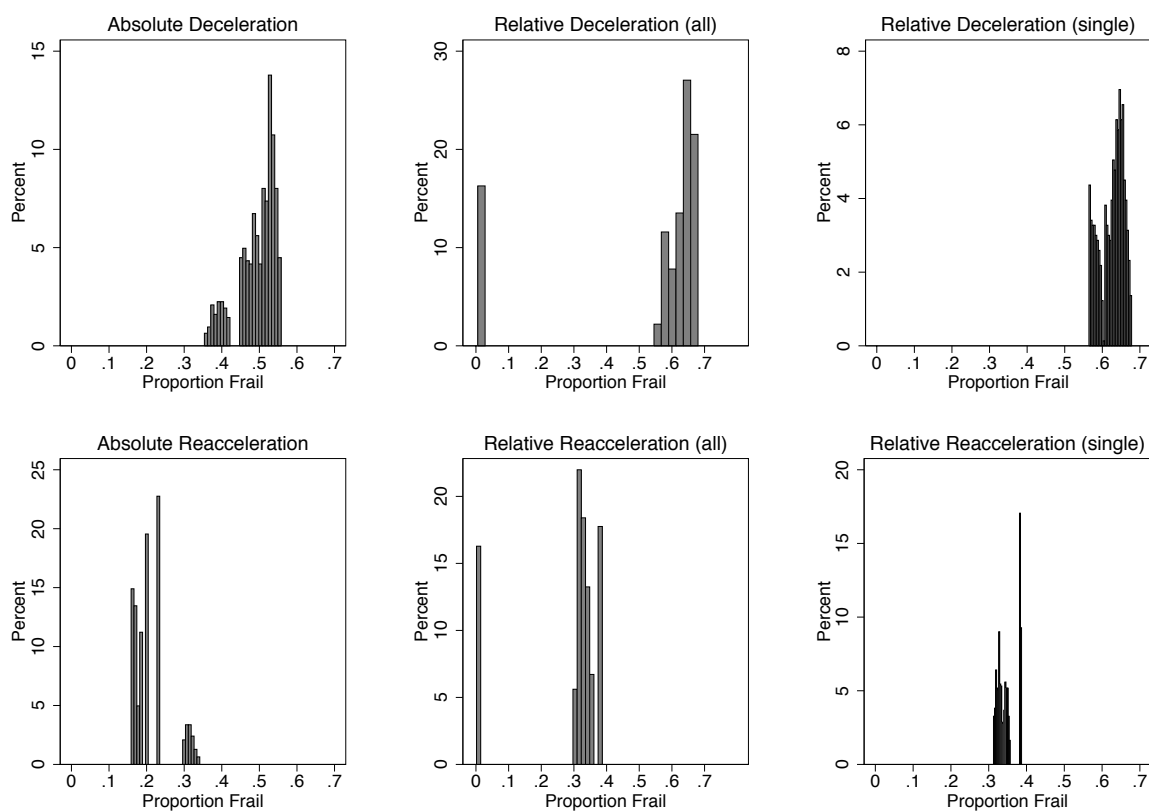 Absolute Deceleration
Percent
15
10
5
0
0 .1 .2 .3 .4 .5 .6 .7
Proportion Frail
Relative Deceleration (all)
Percent
30
20
10
0
0 .1 .2 .3 .4 .5 .6 .7
Proportion Frail
Relative Deceleration (single)
Percent
8
6
4
2
0
0 .1 .2 .3 .4 .5 .6 .7
Proportion Frail
Absolute Reacceleration
Percent
25
20
15
10
5
0
0 .1 .2 .3 .4 .5 .6 .7
Proportion Frail
Relative Reacceleration (all)
Percent
20
15
10
5
0
0 .1 .2 .3 .4 .5 .6 .7
Proportion Frail
Relative Reacceleration (single)
Percent
20
15
10
5
0
0 .1 .2 .3 .4 .5 .6 .7
Proportion Frail